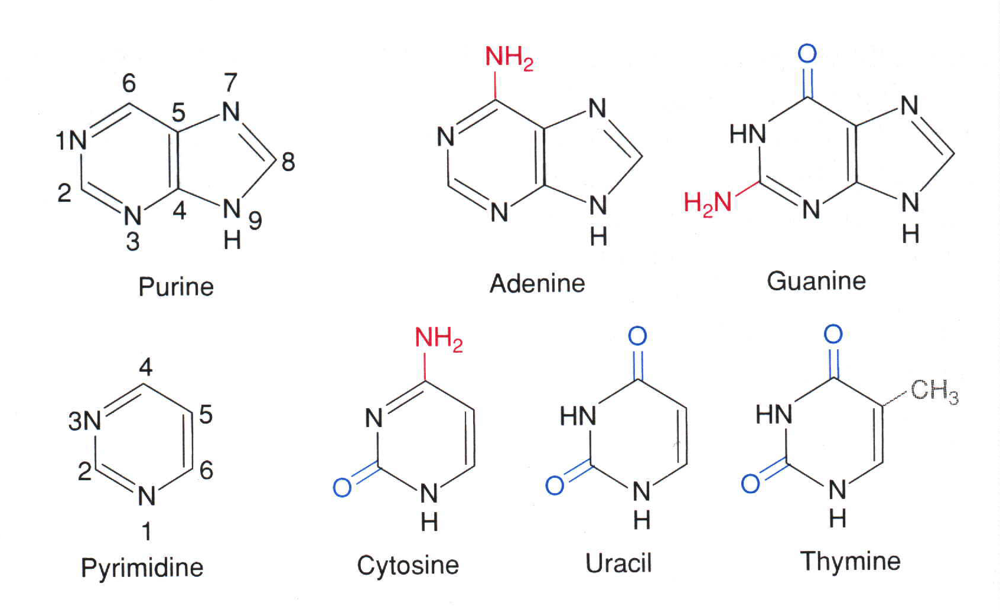 NH2
O
6
7
5
N
N
N
1N
N
HN
8
2
H2N
N
4
N
9
N
N
N
N
3
H
H
H
Purine
Adenine
Guanine
NH2
O
O
4
CH3
3N
5
N
HN
HN
2
6
O
O
O
N
N
N
N
1
H
H
H
Pyrimidine
Cytosine
Uracil
Thymine